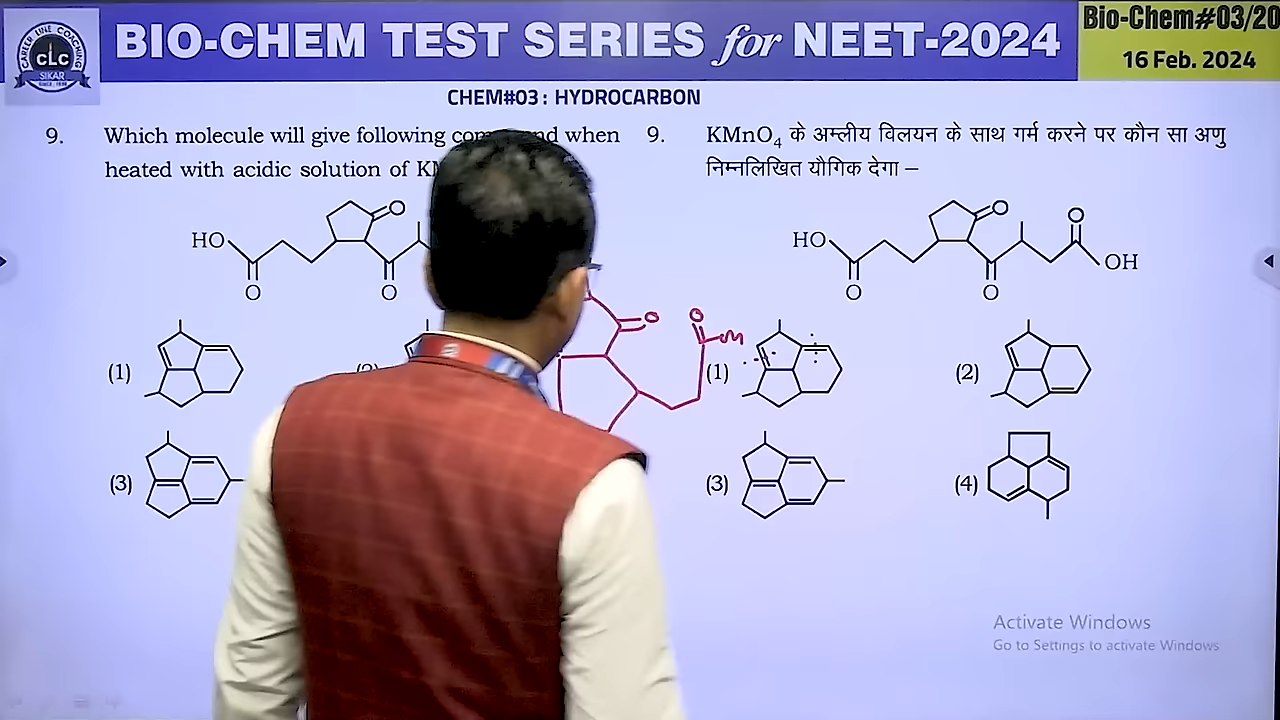 CAREER LINE COACHING
CLC
SIKAR
BIO-CHEM TEST SERIES for NEET-2024
Bio-Chem#03/20
16 Feb. 2024
CHEM#03 : HYDROCARBON
9. Which molecule will give following when
heated with acidic solution of
HO O O O
(1)
(3)
9. KMnO4 के अम्लीय विलयन के साथ गर्म करने पर कौन सा अणु
निम्नलिखित यौगिक देगा –
HO O O O O OH
O O
(1) (2)
(3) (4)
Activate Windows
Go to Settings to activate Windows